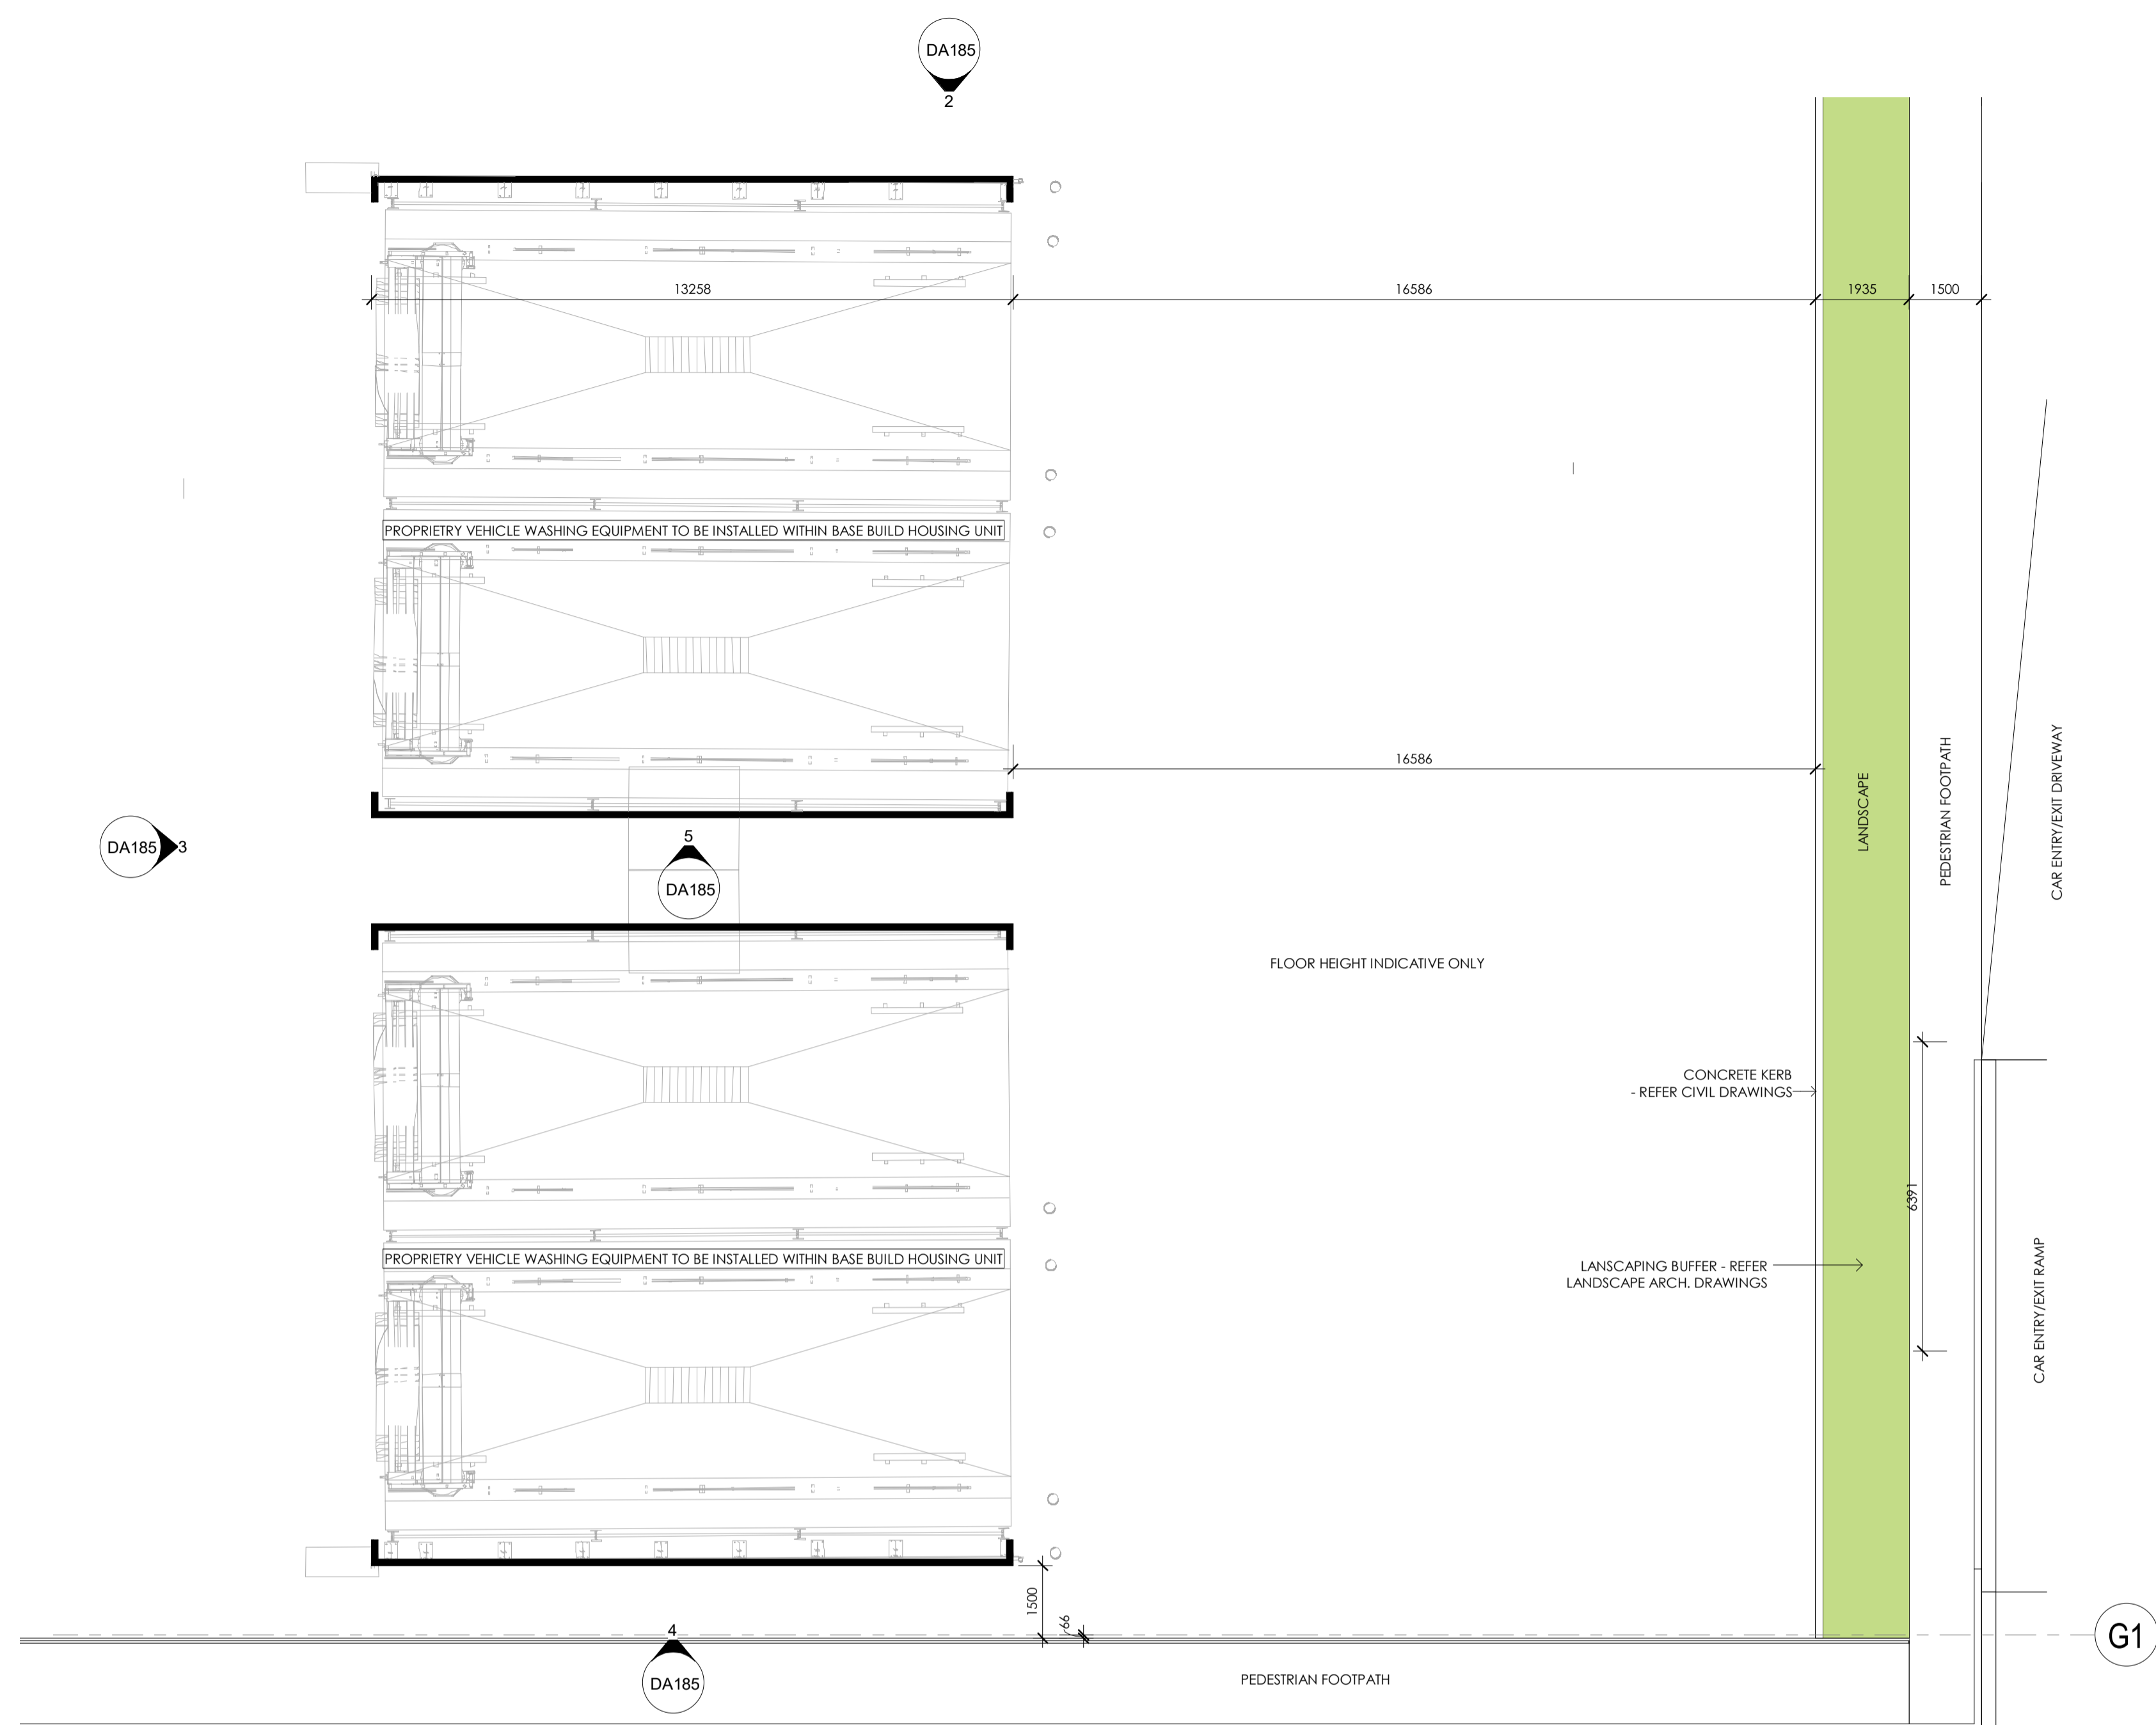 DA185
2
13258
16586
1935
1500
PROPRIETRY VEHICLE WASHING EQUIPMENT TO BE INSTALLED WITHIN BASE BUILD HOUSING UNIT
16586
LANDSCAPE
PEDESTRIAN FOOTPATH
CAR ENTRY/EXIT DRIVEWAY
DA185
3
5
DA185
FLOOR HEIGHT INDICATIVE ONLY
CONCRETE KERB
- REFER CIVIL DRAWINGS
6391
PROPRIETRY VEHICLE WASHING EQUIPMENT TO BE INSTALLED WITHIN BASE BUILD HOUSING UNIT
LANSCAPING BUFFER - REFER
LANDSCAPE ARCH. DRAWINGS
CAR ENTRY/EXIT RAMP
1500
66
4
DA185
PEDESTRIAN FOOTPATH
G1